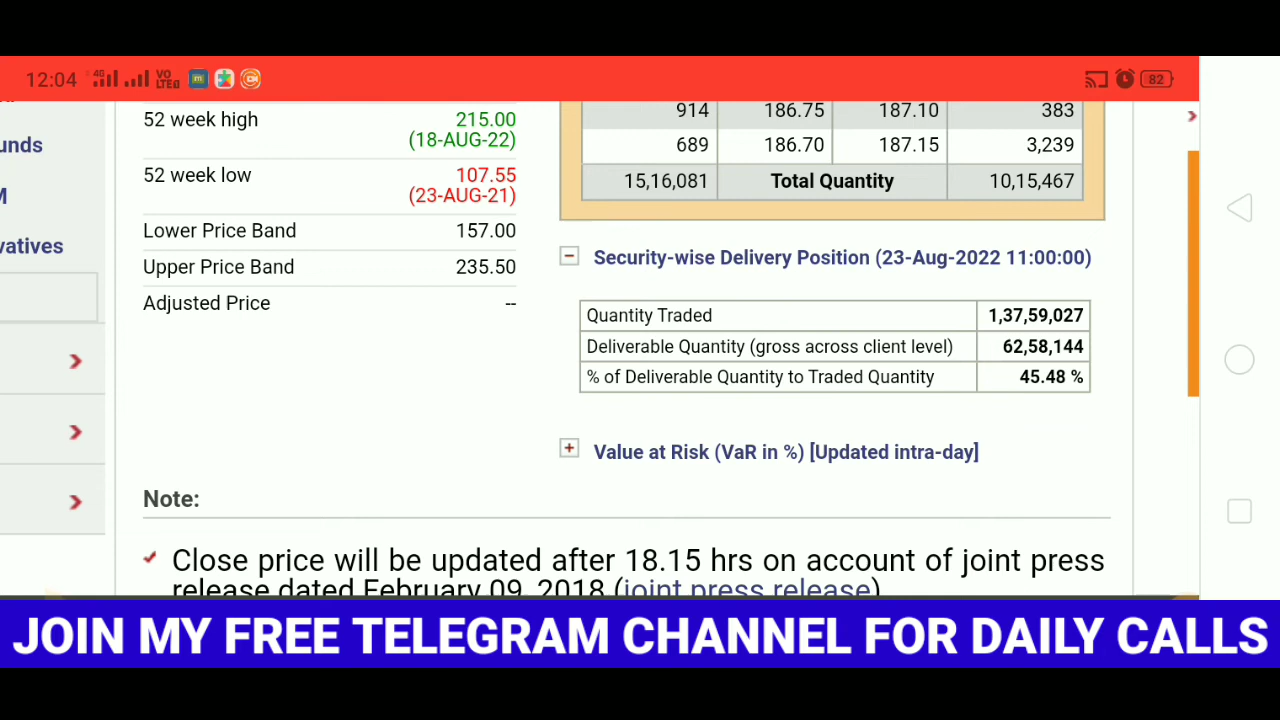 12:04 4G VO LTE 82
unds
M
vatives
52 week high 215.00
(18-AUG-22)
52 week low 107.55
(23-AUG-21)
Lower Price Band 157.00
Upper Price Band 235.50
Adjusted Price --
914 186.75 187.10 383
689 186.70 187.15 3,239
15,16,081 Total Quantity 10,15,467
Security-wise Delivery Position (23-Aug-2022 11:00:00)
Quantity Traded 1,37,59,027
Deliverable Quantity (gross across client level) 62,58,144
% of Deliverable Quantity to Traded Quantity 45.48 %
Value at Risk (VaR in %) [Updated intra-day]
Note:
Close price will be updated after 18.15 hrs on account of joint press
release dated February 09, 2018 (joint press release)
JOIN MY FREE TELEGRAM CHANNEL FOR DAILY CALLS